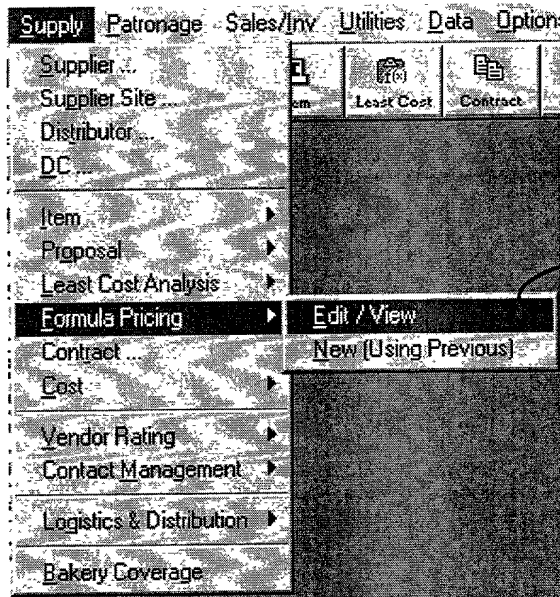 Supply Patronage Sales/Inv Utilities Data Option
Supplier ...
Supplier Site ...
Distributor ...
DC ...
Least Cost
Contract
Item
Proposal
Least Cost Analysis
Formula Pricing
Edit / View
New (Using Previous)
Contract ...
Cost
Vendor Rating
Contact Management
Logistics & Distribution
Bakery Coverage